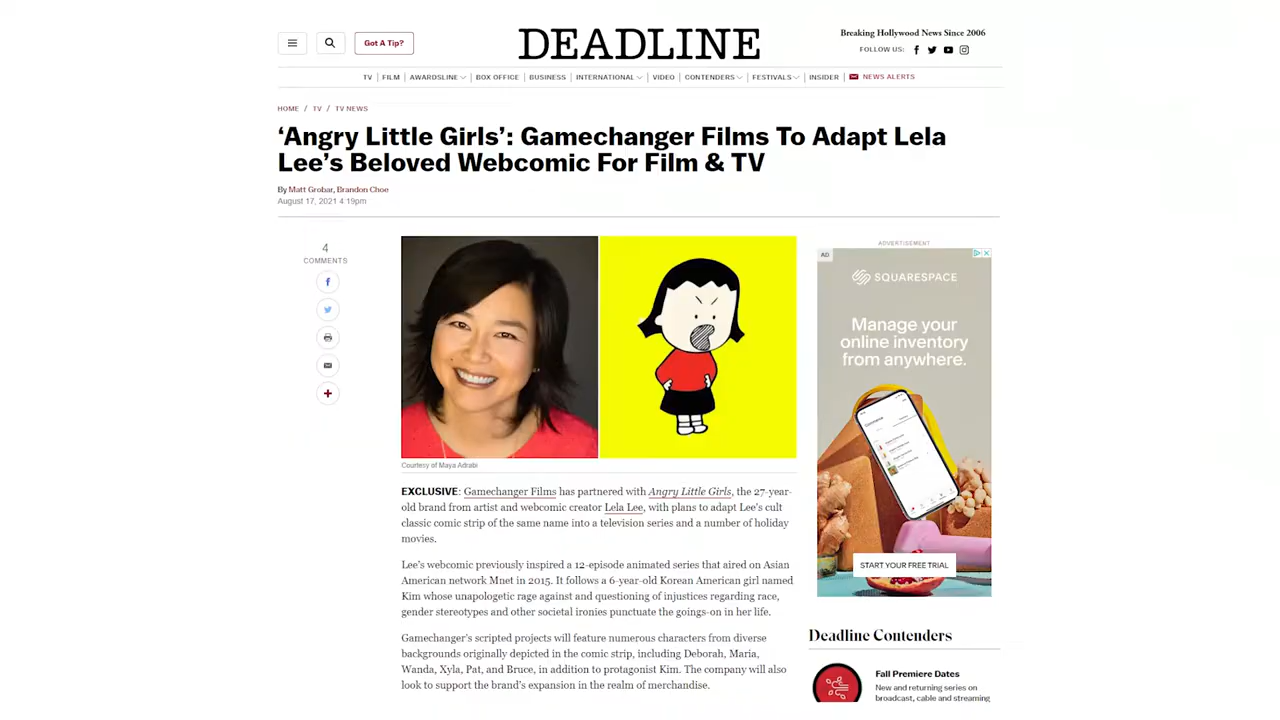 Got A Tip?
DEADLINE
Breaking Hollywood News Since 2006
FOLLOW US:
TV | FILM | AWARDSLINE | BOX OFFICE | BUSINESS | INTERNATIONAL | VIDEO | CONTENDERS | FESTIVALS | INSIDER NEWS ALERTS
HOME / TV / TV NEWS
‘Angry Little Girls’: Gamechanger Films To Adapt Lela
Lee’s Beloved Webcomic For Film & TV
By Matt Grobar, Brandon Choe
August 17, 2021 4:19pm
4
COMMENTS
Courtesy of Maya Adrabi
EXCLUSIVE: Gamechanger Films has partnered with Angry Little Girls, the 27-year-
old brand from artist and webcomic creator Lela Lee, with plans to adapt Lee’s cult
classic comic strip of the same name into a television series and a number of holiday
movies.
Lee’s webcomic previously inspired a 12-episode animated series that aired on Asian
American network Mnet in 2015. It follows a 6-year-old Korean American girl named
Kim whose unapologetic rage against and questioning of injustices regarding race,
gender stereotypes and other societal ironies punctuate the goings-on in her life.
Gamechanger’s scripted projects will feature numerous characters from diverse
backgrounds originally depicted in the comic strip, including Deborah, Maria,
Wanda, Xyla, Pat, and Bruce, in addition to protagonist Kim. The company will also
look to support the brand’s expansion in the realm of merchandise.
ADVERTISEMENT
AD
SQUARESPACE
Manage your
online inventory
from anywhere.
START YOUR FREE TRIAL
Deadline Contenders
Fall Premiere Dates
New and returning series on
broadcast, cable and streaming